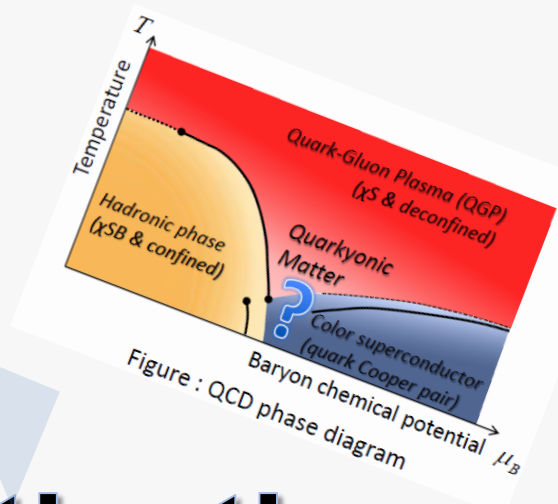 T
Temperature
Quark-Gluon Plasma (QGP)
(χS & deconfined)
Hadronic phase
(χSB & confined)
Quarkyonic
Matter
?
Color superconductor
(quark Cooper pair)
Baryon chemical potential μB
Figure : QCD phase diagram